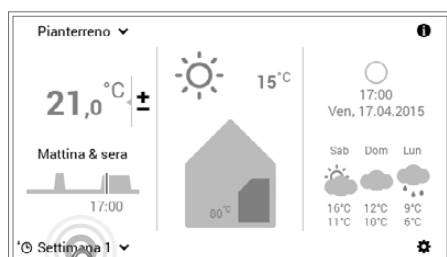 Pianterreno
21,0°C ±
Mattina & sera
17:00
Settimana 1
15°C
80°C
17:00
Ven, 17.04.2015
Sab Dom Lun
16°C 12°C 9°C
11°C 10°C 6°C